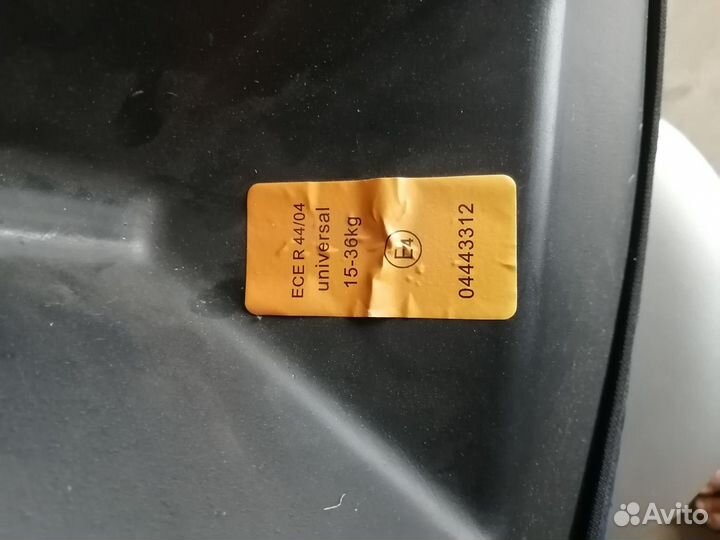 ECE R 44/04
universal
15-36kg
E4
04443312
Avito